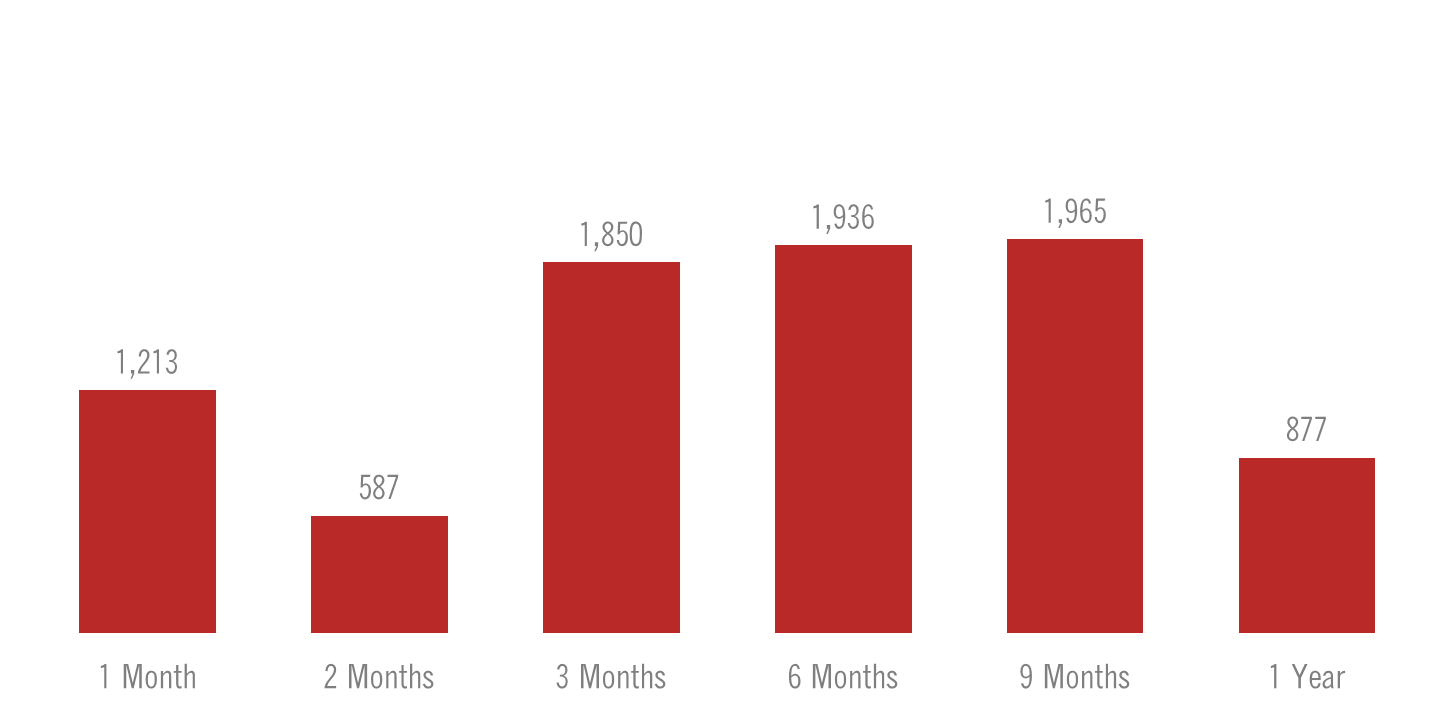 1,213
587
1,850
1,936
1,965
877
1 Month
2 Months
3 Months
6 Months
9 Months
1 Year